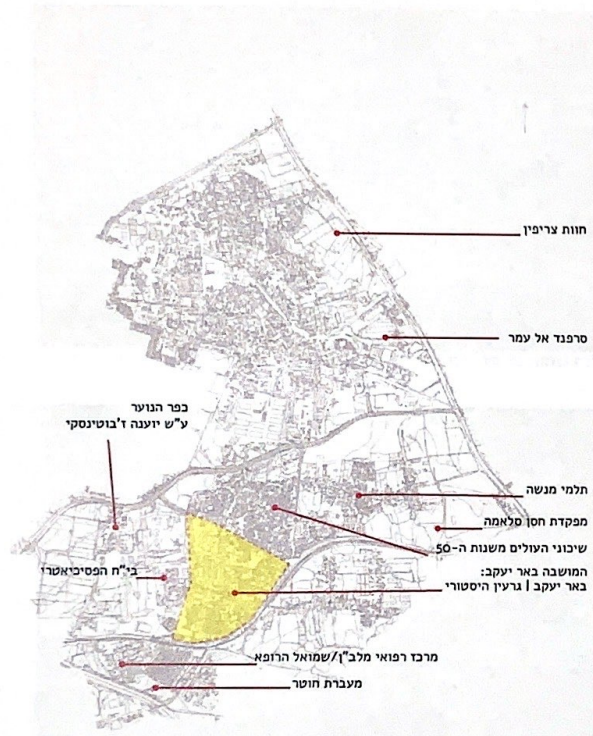 חוות צריפין
סרפנד אל עמר
כפר הנוער
ע"ש יוענה ז'בוטינסקי
תלמי מנשה
מפקדת חסן סלאמה
שיכוני העולים משנות ה-50
המושבה באר יעקב:
באר יעקב | גרעין היסטורי
בי"ח הפסיכיאטרי
מרכז רפואי מלב"ן/שמואל הרופא
מעברת חוטר